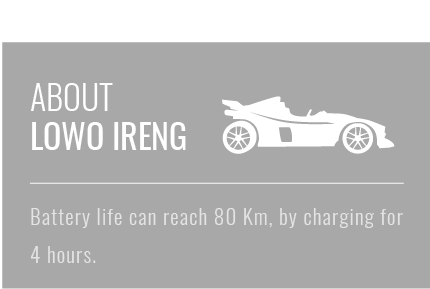 ABOUT
LOWO IRENG
Battery life can reach 80 Km, by charging for
4 hours.